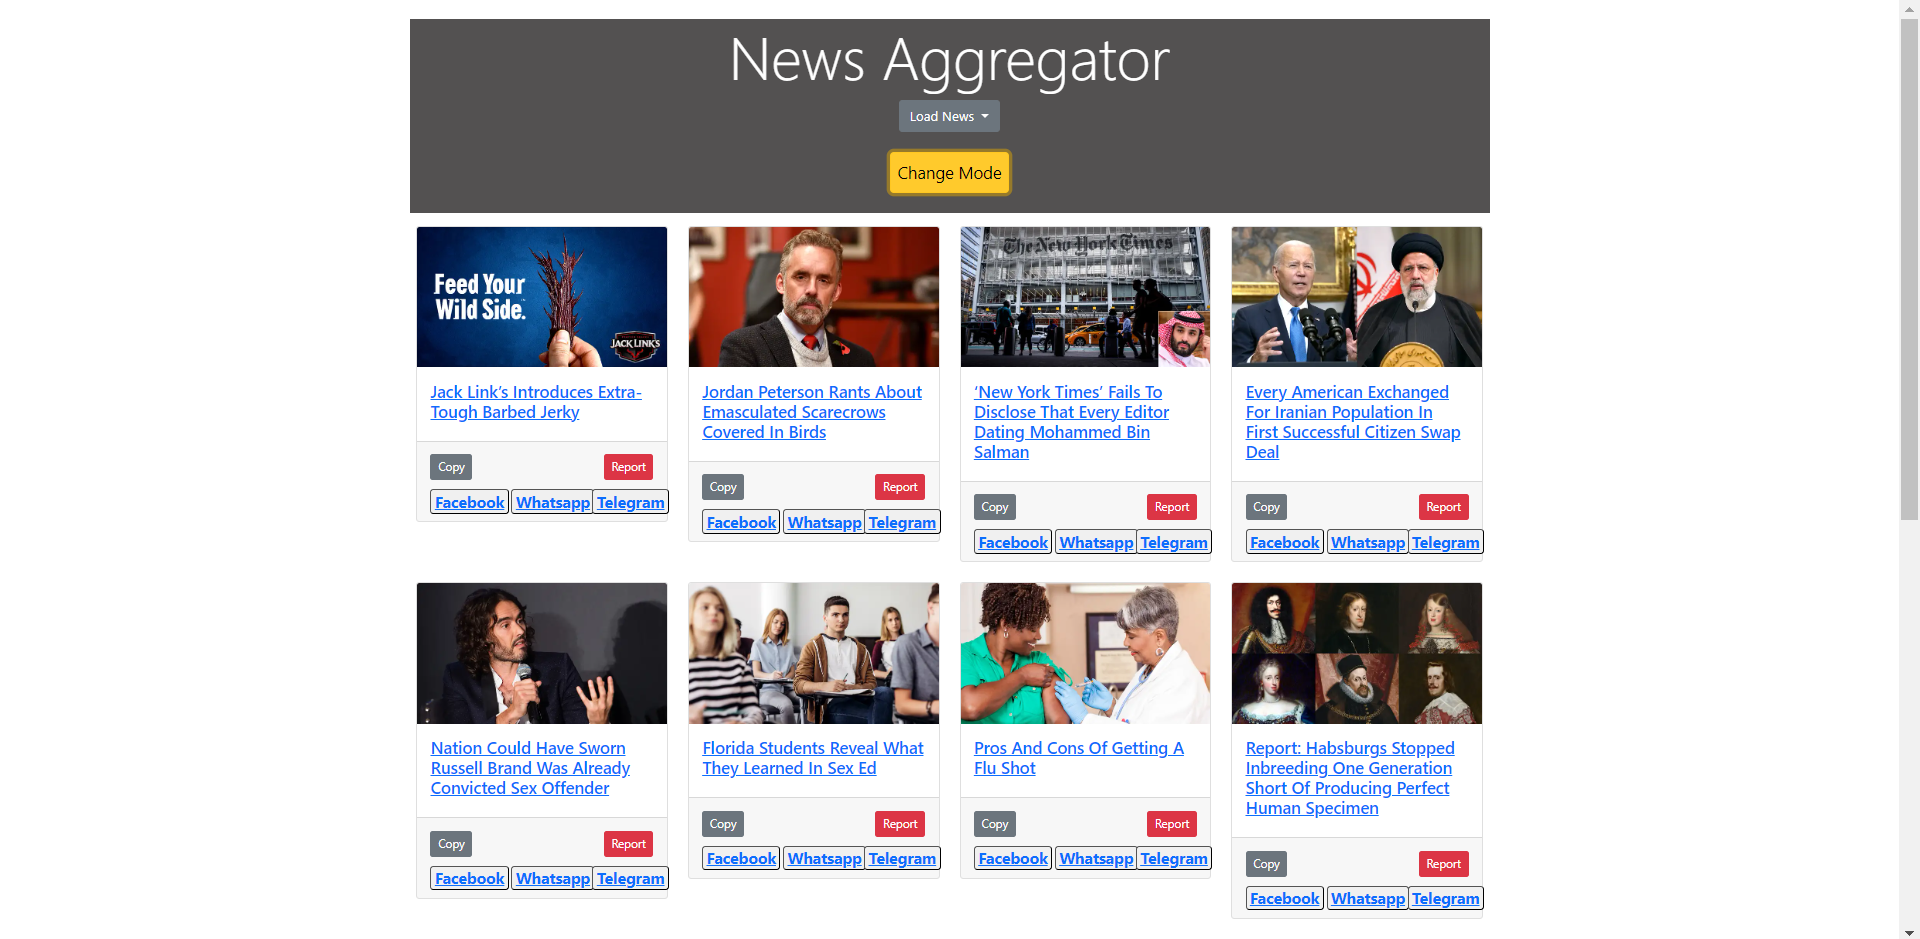 News Aggregator
Load News
Change Mode
Feed Your
Wild Side.
JACK LINK'S
The New York Times
Jack Link’s Introduces Extra-
Tough Barbed Jerky
Copy
Report
Facebook Whatsapp Telegram
Jordan Peterson Rants About
Emasculated Scarecrows
Covered In Birds
Copy
Report
Facebook Whatsapp Telegram
‘New York Times’ Fails To
Disclose That Every Editor
Dating Mohammed Bin
Salman
Copy
Report
Facebook Whatsapp Telegram
Every American Exchanged
For Iranian Population In
First Successful Citizen Swap
Deal
Copy
Report
Facebook Whatsapp Telegram
Nation Could Have Sworn
Russell Brand Was Already
Convicted Sex Offender
Copy
Report
Facebook Whatsapp Telegram
Florida Students Reveal What
They Learned In Sex Ed
Copy
Report
Facebook Whatsapp Telegram
Pros And Cons Of Getting A
Flu Shot
Copy
Report
Facebook Whatsapp Telegram
Report: Habsburgs Stopped
Inbreeding One Generation
Short Of Producing Perfect
Human Specimen
Copy
Report
Facebook Whatsapp Telegram